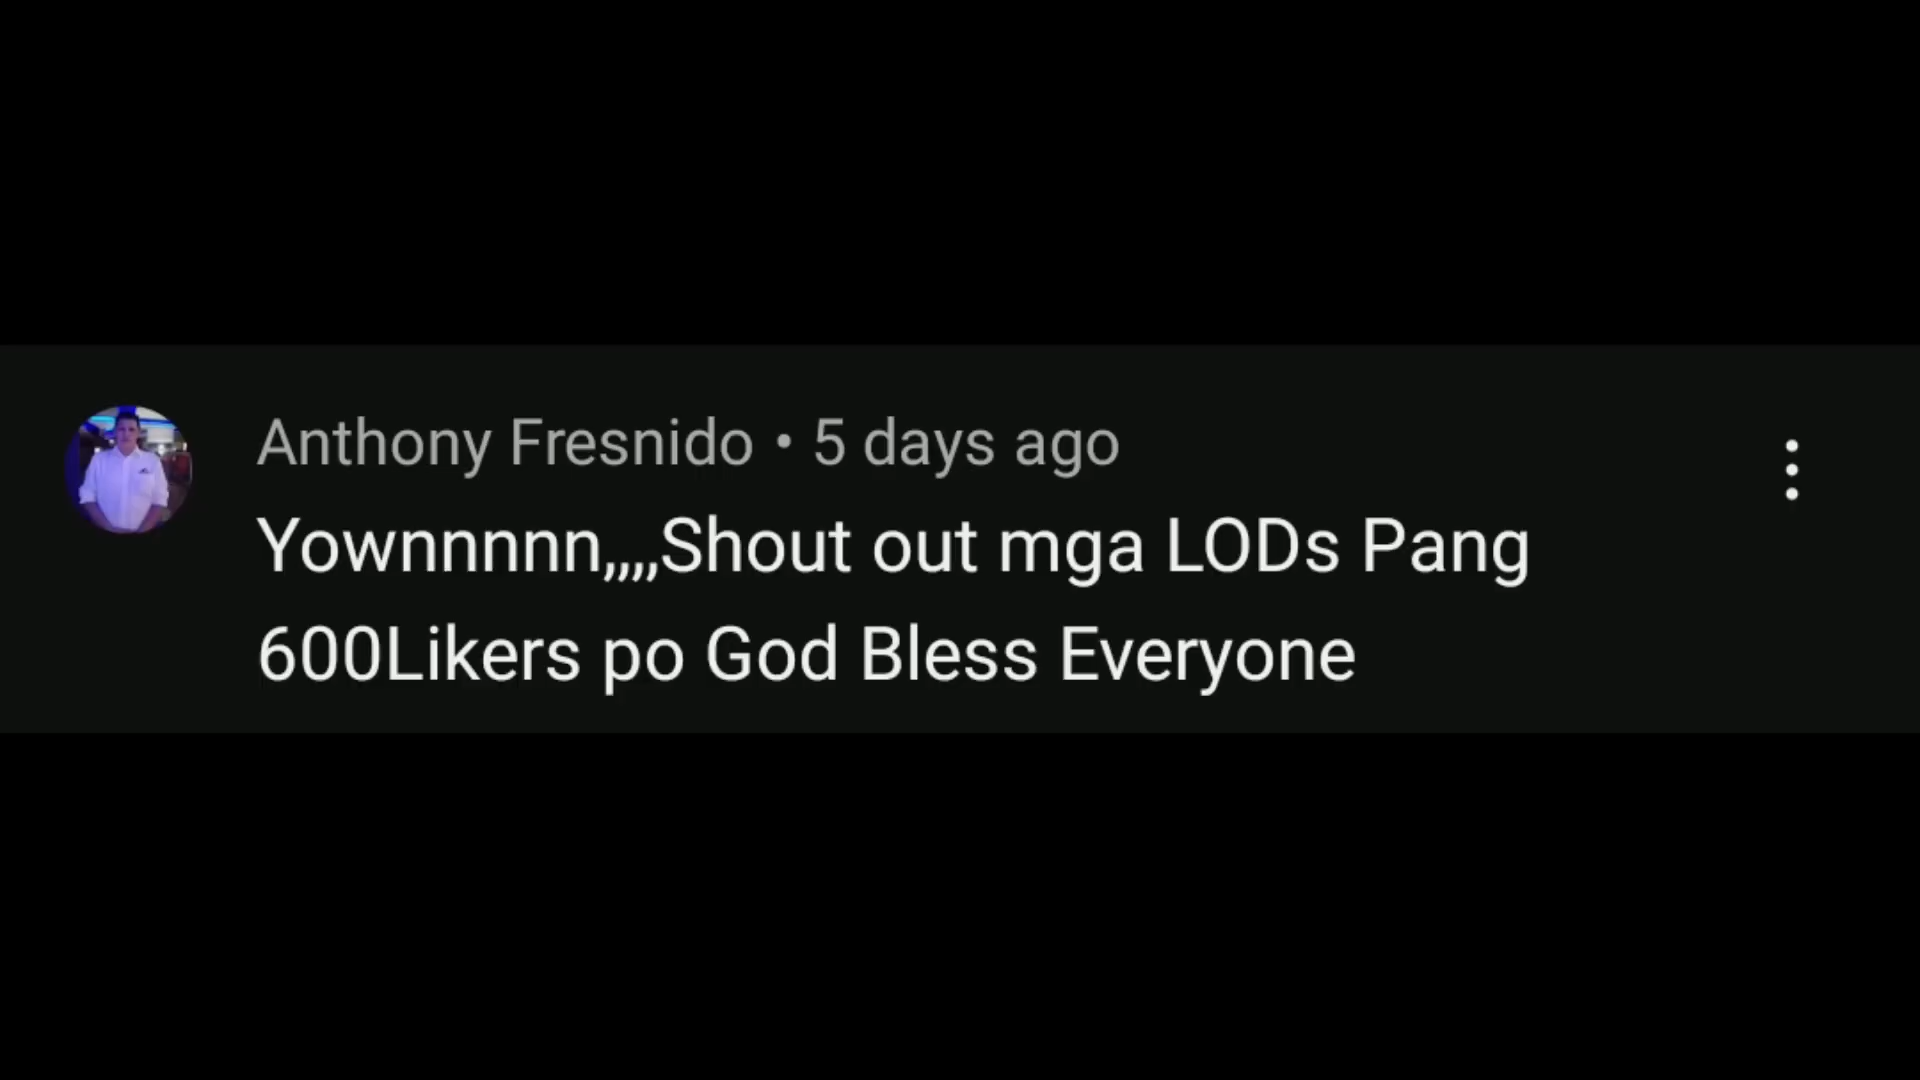 Anthony Fresnido • 5 days ago
Yownnnnn,,,,Shout out mga LODs Pang
600Likers po God Bless Everyone